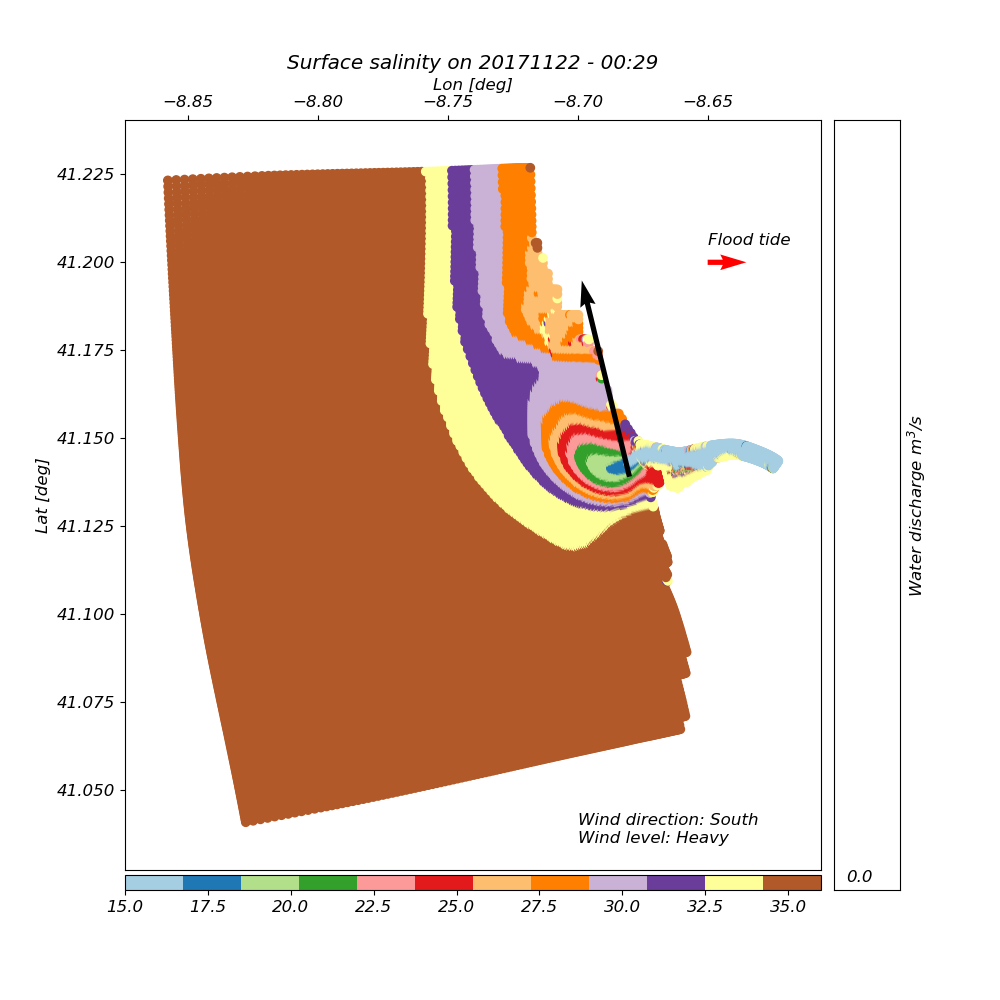 Surface salinity on 20171122 - 00:29
Lon [deg]
−8.85 −8.80 −8.75 −8.70 −8.65
41.225
41.200
41.175
41.150
41.125
41.100
41.075
41.050
Lat [deg]
Flood tide
Wind direction: South
Wind level: Heavy
15.0 17.5 20.0 22.5 25.0 27.5 30.0 32.5 35.0
0.0
Water discharge m³/s